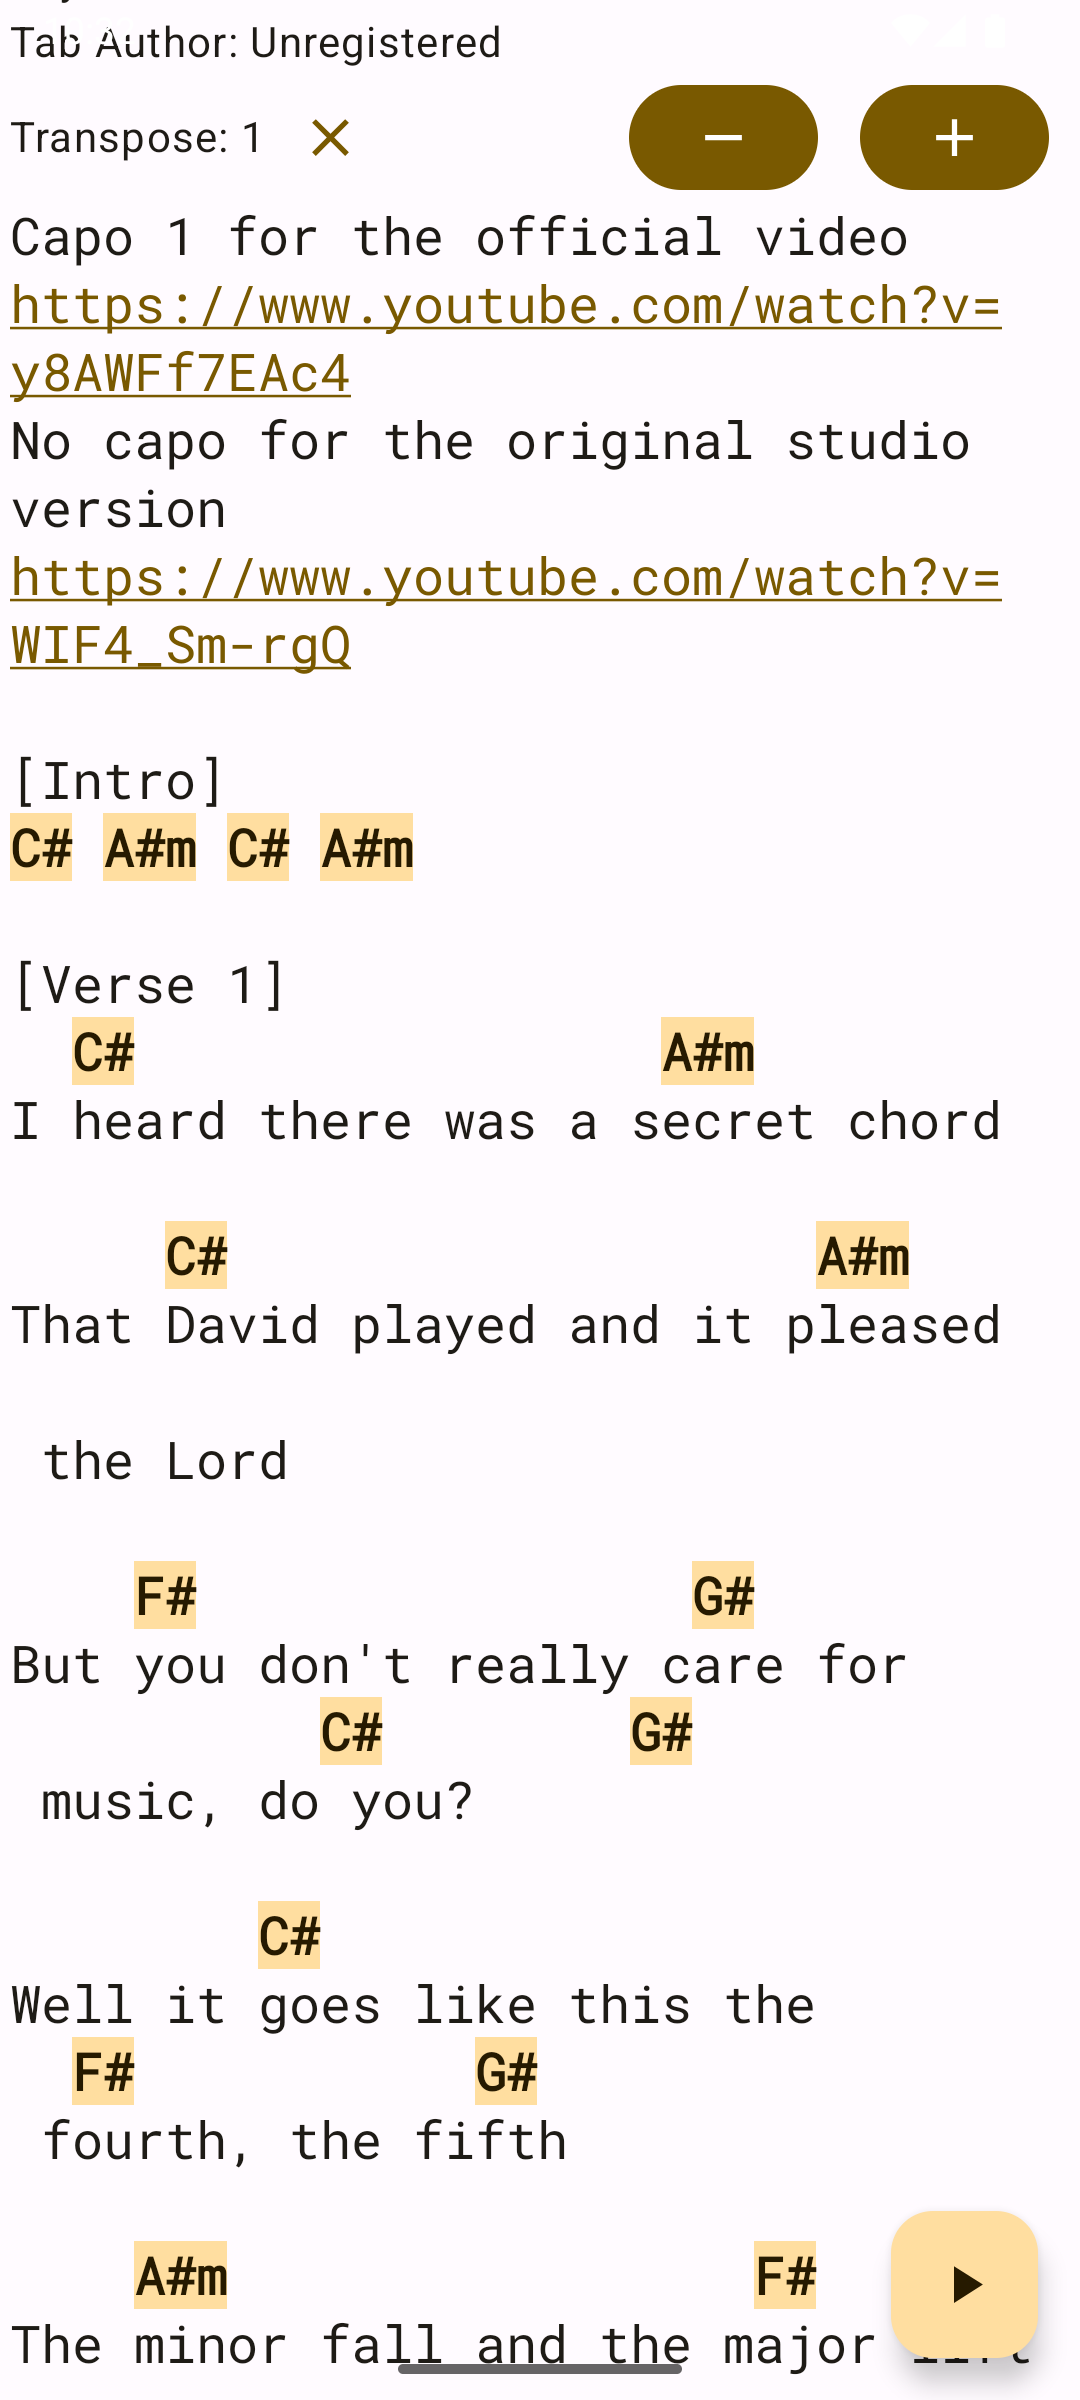 Tab Author: Unregistered
Transpose: 1
Capo 1 for the official video
https://www.youtube.com/watch?v=
y8AWFf7EAc4
No capo for the original studio
version
https://www.youtube.com/watch?v=
WIF4_Sm-rgQ
[Intro]
C# A#m C# A#m
[Verse 1]
C# A#m
I heard there was a secret chord
C# A#m
That David played and it pleased
the Lord
F# G#
But you don't really care for
C# G#
music, do you?
C#
Well it goes like this the
F# G#
fourth, the fifth
A#m F#
The minor fall and the major